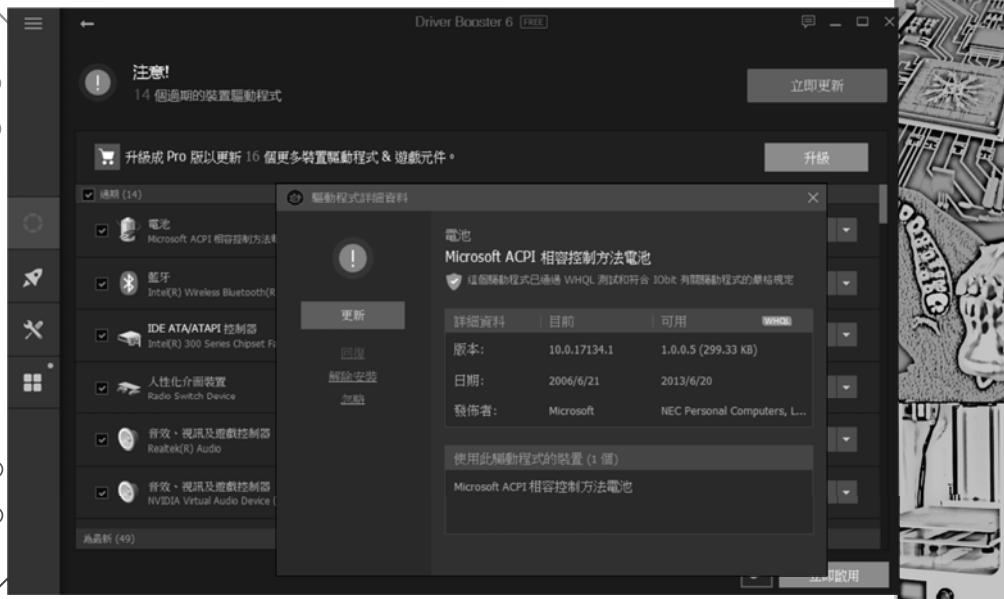 Driver Booster 6 FREE
注意!
14 個過期的裝置驅動程式
立即更新
升級成 Pro 版以更新 16 個更多裝置驅動程式 & 遊戲元件。
升級
過期 (14)
電池
Microsoft ACPI 相容控制方法
藍牙
Intel(R) Wireless Bluetooth(R
IDE ATA/ATAPI 控制器
Intel(R) 300 Series Chipset
人性化介面裝置
Radio Switch Device
音效、視訊及遊戲控制器
Realtek(R) Audio
音效、視訊及遊戲控制器
NVIDIA Virtual Audio Device
為最新 (49)
驅動程式詳細資料
更新
回復
解除安裝
忽略
電池
Microsoft ACPI 相容控制方法電池
這個驅動程式已通過 WHQL 測試和符合 IObit 有關驅動程式的嚴格規定
詳細資料 目前 可用 WHQL
版本: 10.0.17134.1 1.0.0.5 (299.33 KB)
日期: 2006/6/21 2013/6/20
發佈者: Microsoft NEC Personal Computers, L...
使用此驅動程式的裝置 (1 個)
Microsoft ACPI 相容控制方法電池
立即啟用